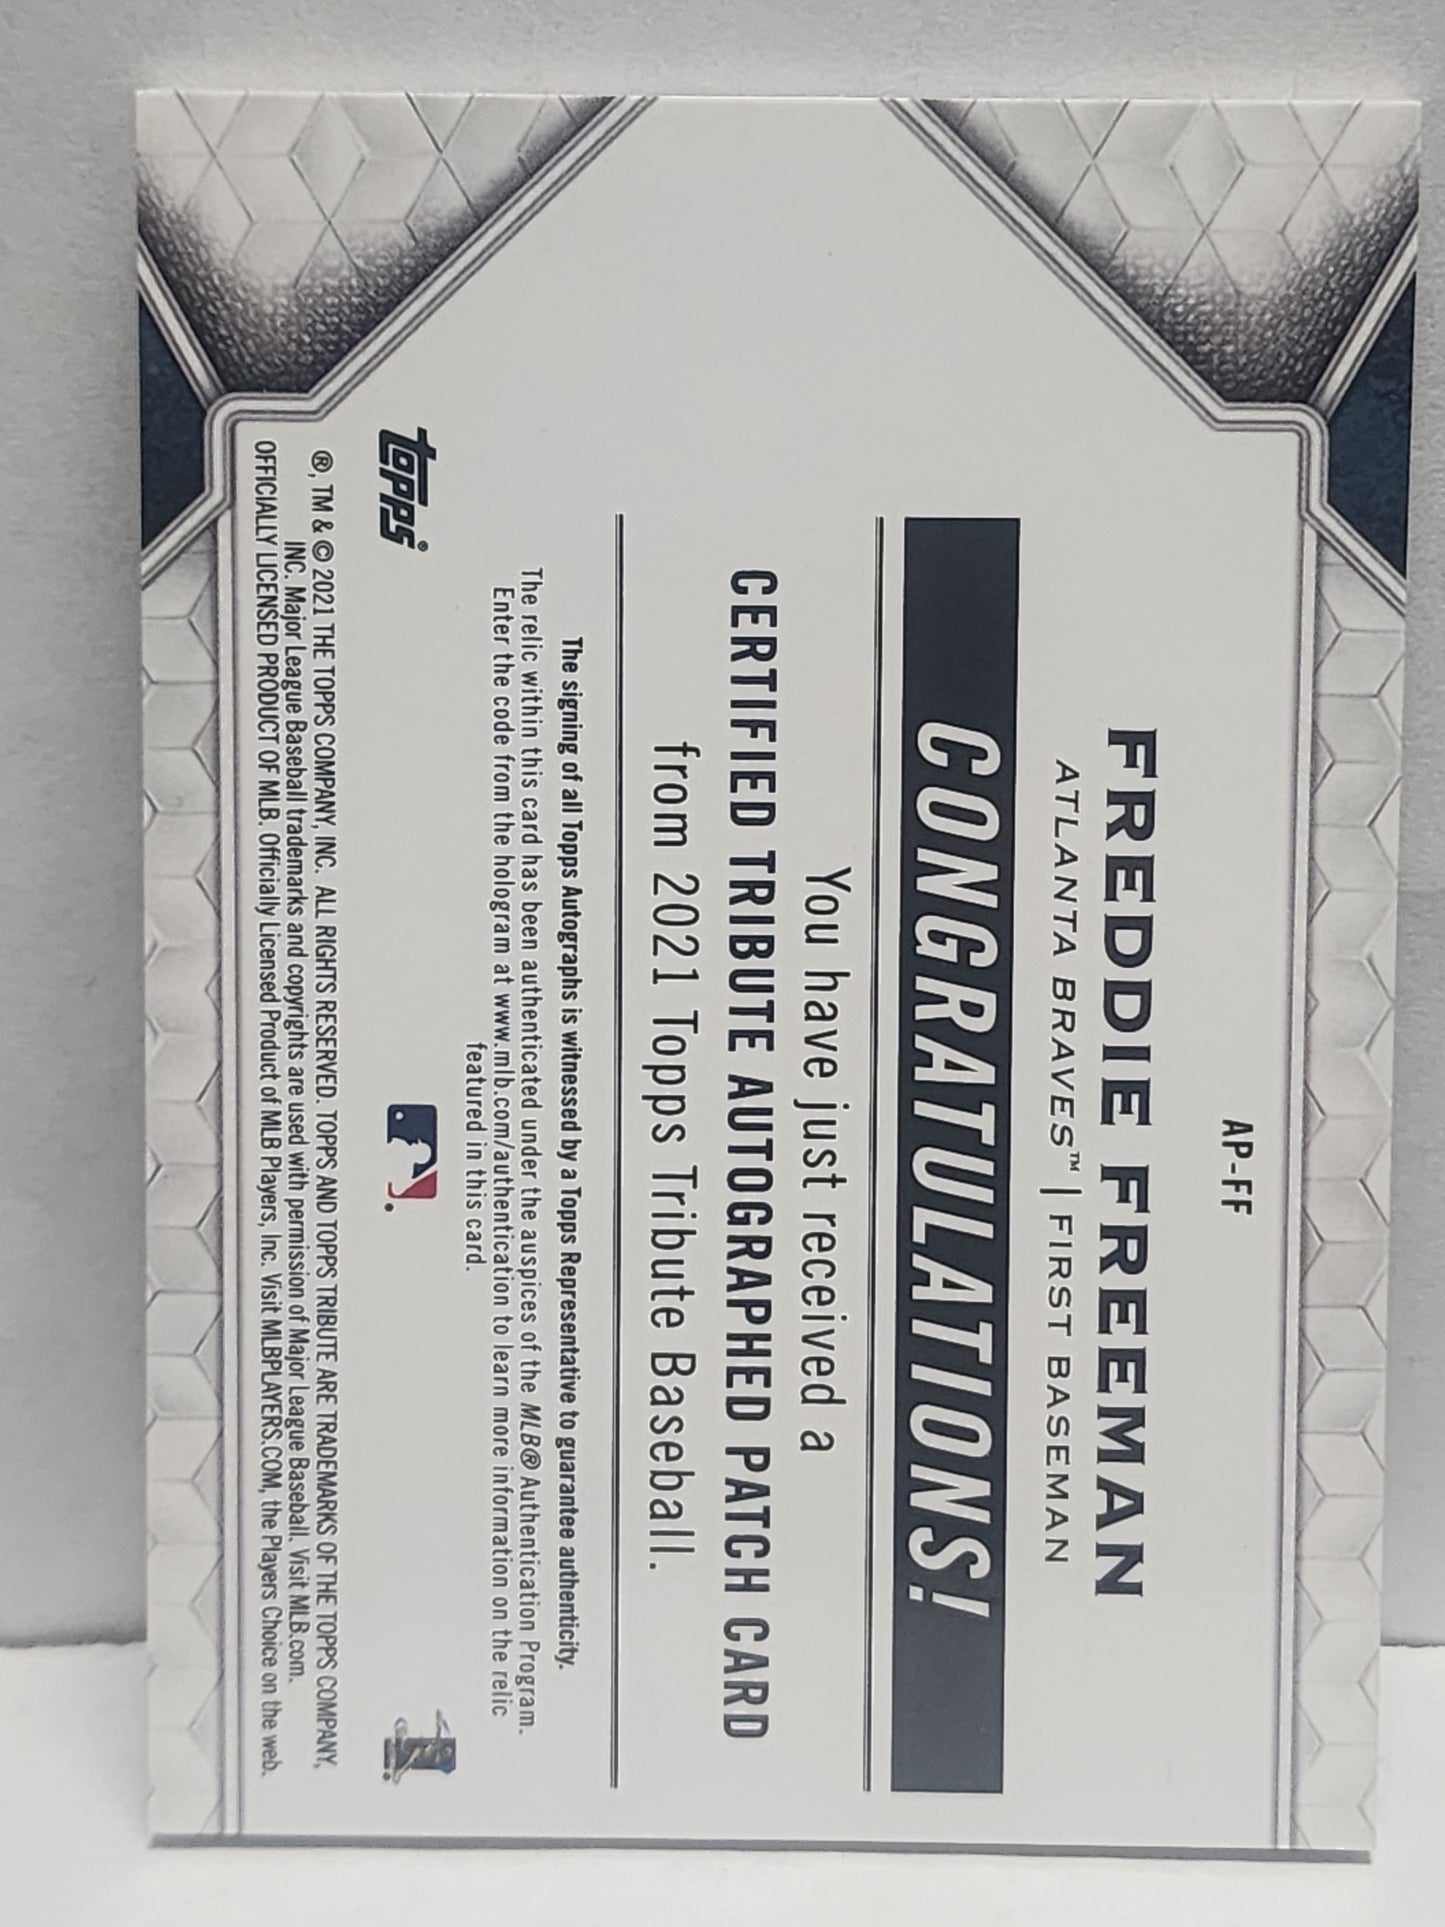 AP-FF
FREDDIE FREEMAN
ATLANTA BRAVES™ | FIRST BASEMAN
CONGRATULATIONS!
You have just received a
CERTIFIED TRIBUTE AUTOGRAPHED PATCH CARD
from 2021 Topps Tribute Baseball.
The signing of all Topps Autographs is witnessed by a Topps Representative to guarantee authenticity.
The relic within this card has been authenticated under the auspices of the MLB® Authentication Program.
Enter the code from the hologram at www.mlb.com/authentication to learn more information on the relic
featured in this card.
topps®
®, TM & © 2021 THE TOPPS COMPANY, INC. ALL RIGHTS RESERVED. TOPPS AND TOPPS TRIBUTE ARE TRADEMARKS OF THE TOPPS COMPANY,
INC. Major League Baseball trademarks and copyrights are used with permission of Major League Baseball. Visit MLB.com.
OFFICIALLY LICENSED PRODUCT OF MLB. Officially Licensed Product of MLB Players, Inc. Visit MLBPLAYERS.COM, the Players Choice on the web.